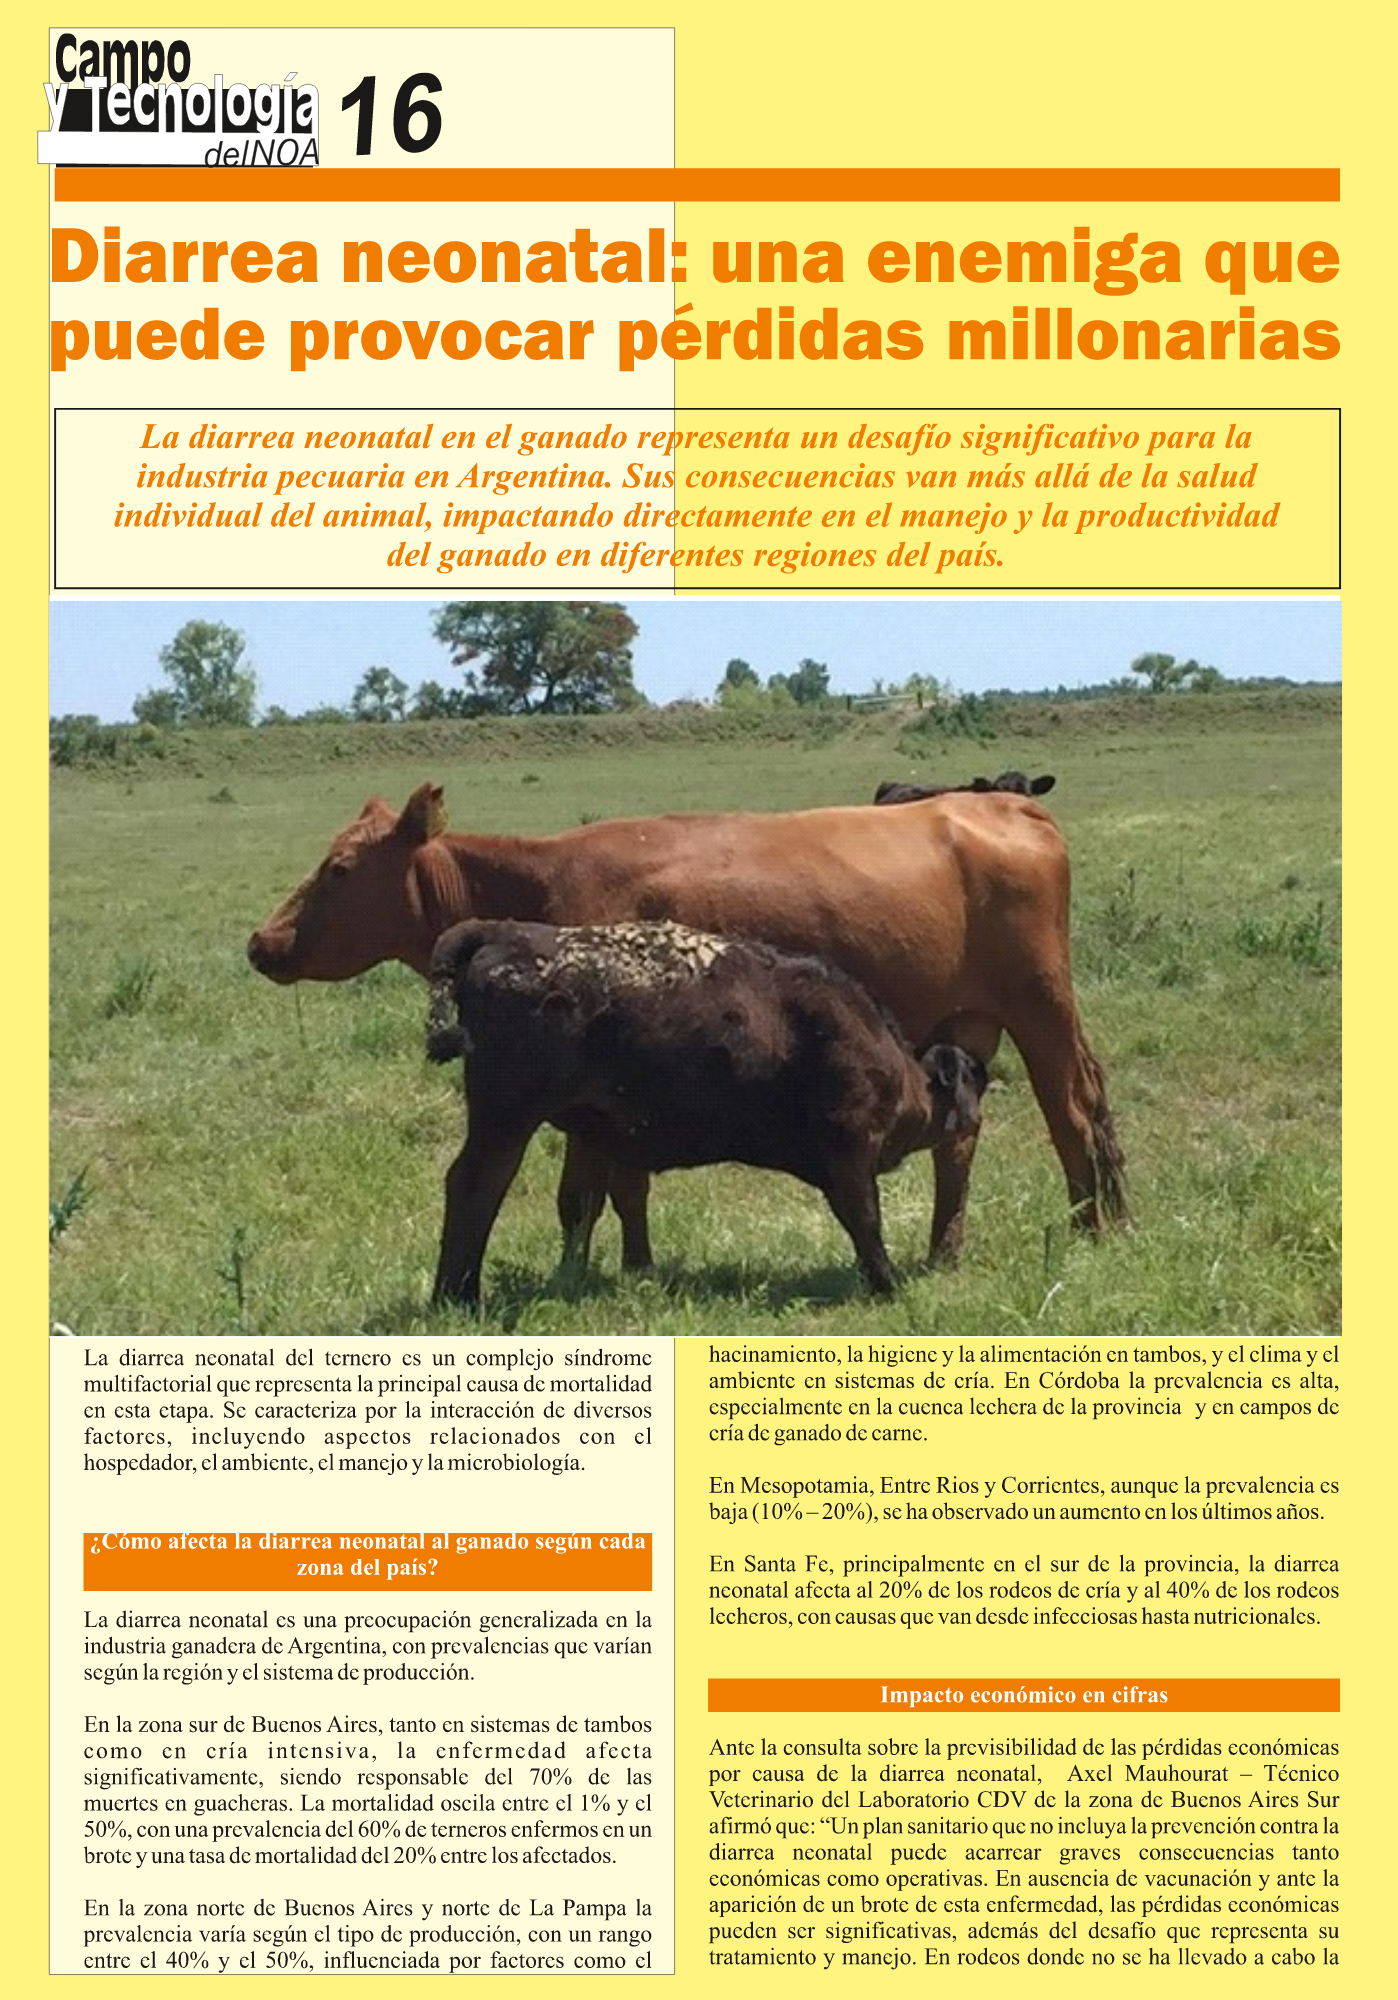 Campo
y Tecnología
del NOA
16
Diarrea neonatal: una enemiga que
puede provocar pérdidas millonarias
La diarrea neonatal en el ganado representa un desafío significativo para la
industria pecuaria en Argentina. Sus consecuencias van más allá de la salud
individual del animal, impactando directamente en el manejo y la productividad
del ganado en diferentes regiones del país.
La diarrea neonatal del ternero es un complejo síndrome
multifactorial que representa la principal causa de mortalidad
en esta etapa. Se caracteriza por la interacción de diversos
factores, incluyendo aspectos relacionados con el
hospedador, el ambiente, el manejo y la microbiología.
¿Cómo afecta la diarrea neonatal al ganado según cada
zona del país?
La diarrea neonatal es una preocupación generalizada en la
industria ganadera de Argentina, con prevalencias que varían
según la región y el sistema de producción.
En la zona sur de Buenos Aires, tanto en sistemas de tambos
como en cría intensiva, la enfermedad afecta
significativamente, siendo responsable del 70% de las
muertes en guacheras. La mortalidad oscila entre el 1% y el
50%, con una prevalencia del 60% de terneros enfermos en un
brote y una tasa de mortalidad del 20% entre los afectados.
En la zona norte de Buenos Aires y norte de La Pampa la
prevalencia varía según el tipo de producción, con un rango
entre el 40% y el 50%, influenciada por factores como el
hacinamiento, la higiene y la alimentación en tambos, y el clima y el
ambiente en sistemas de cría. En Córdoba la prevalencia es alta,
especialmente en la cuenca lechera de la provincia y en campos de
cría de ganado de carne.
En Mesopotamia, Entre Rios y Corrientes, aunque la prevalencia es
baja (10% – 20%), se ha observado un aumento en los últimos años.
En Santa Fe, principalmente en el sur de la provincia, la diarrea
neonatal afecta al 20% de los rodeos de cría y al 40% de los rodeos
lecheros, con causas que van desde infecciosas hasta nutricionales.
Impacto económico en cifras
Ante la consulta sobre la previsibilidad de las pérdidas económicas
por causa de la diarrea neonatal, Axel Mauhourat – Técnico
Veterinario del Laboratorio CDV de la zona de Buenos Aires Sur
afirmó que: “Un plan sanitario que no incluya la prevención contra la
diarrea neonatal puede acarrear graves consecuencias tanto
económicas como operativas. En ausencia de vacunación y ante la
aparición de un brote de esta enfermedad, las pérdidas económicas
pueden ser significativas, además del desafío que representa su
tratamiento y manejo. En rodeos donde no se ha llevado a cabo la